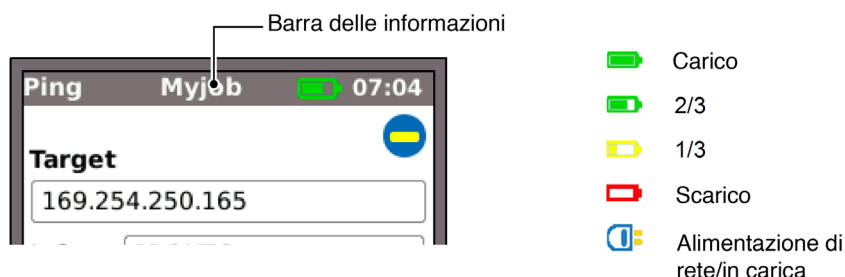 Barra delle informazioni
Ping Myjob 07:04
Target
169.254.250.165
Carico
2/3
1/3
Scarico
Alimentazione di
rete/in carica